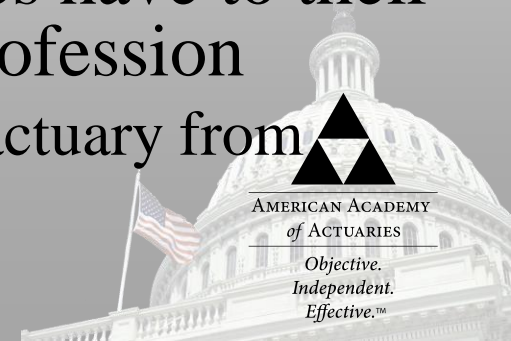 have to their
ofession
ctuary from
AMERICAN ACADEMY
of ACTUARIES
Objective.
Independent.
Effective.™